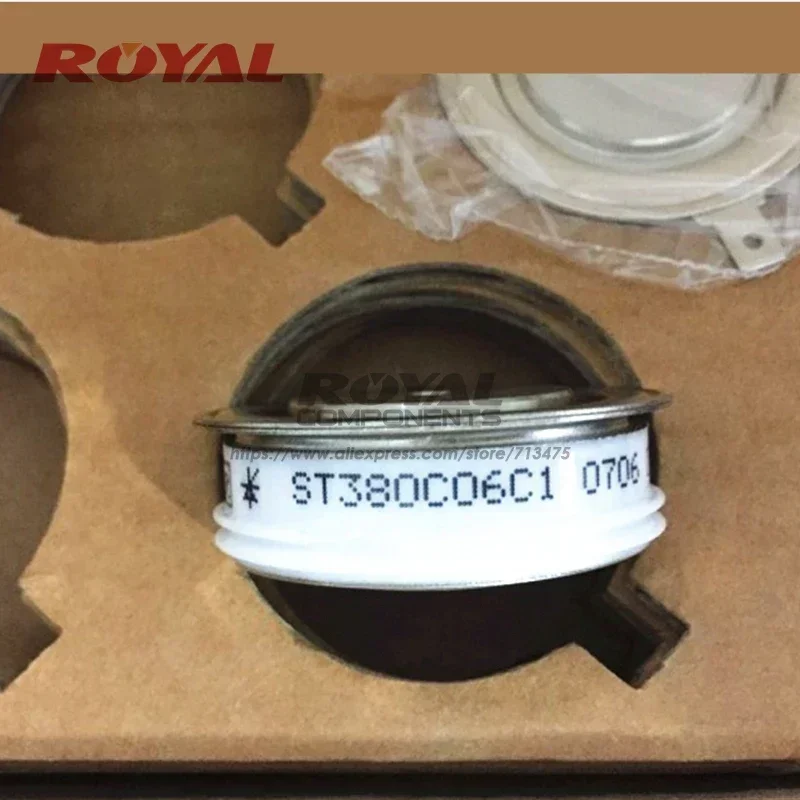 ROYAL
ROYAL
COMPONENTS
https://www.aliexpress.com/store/713475
ST380C06C1 0706